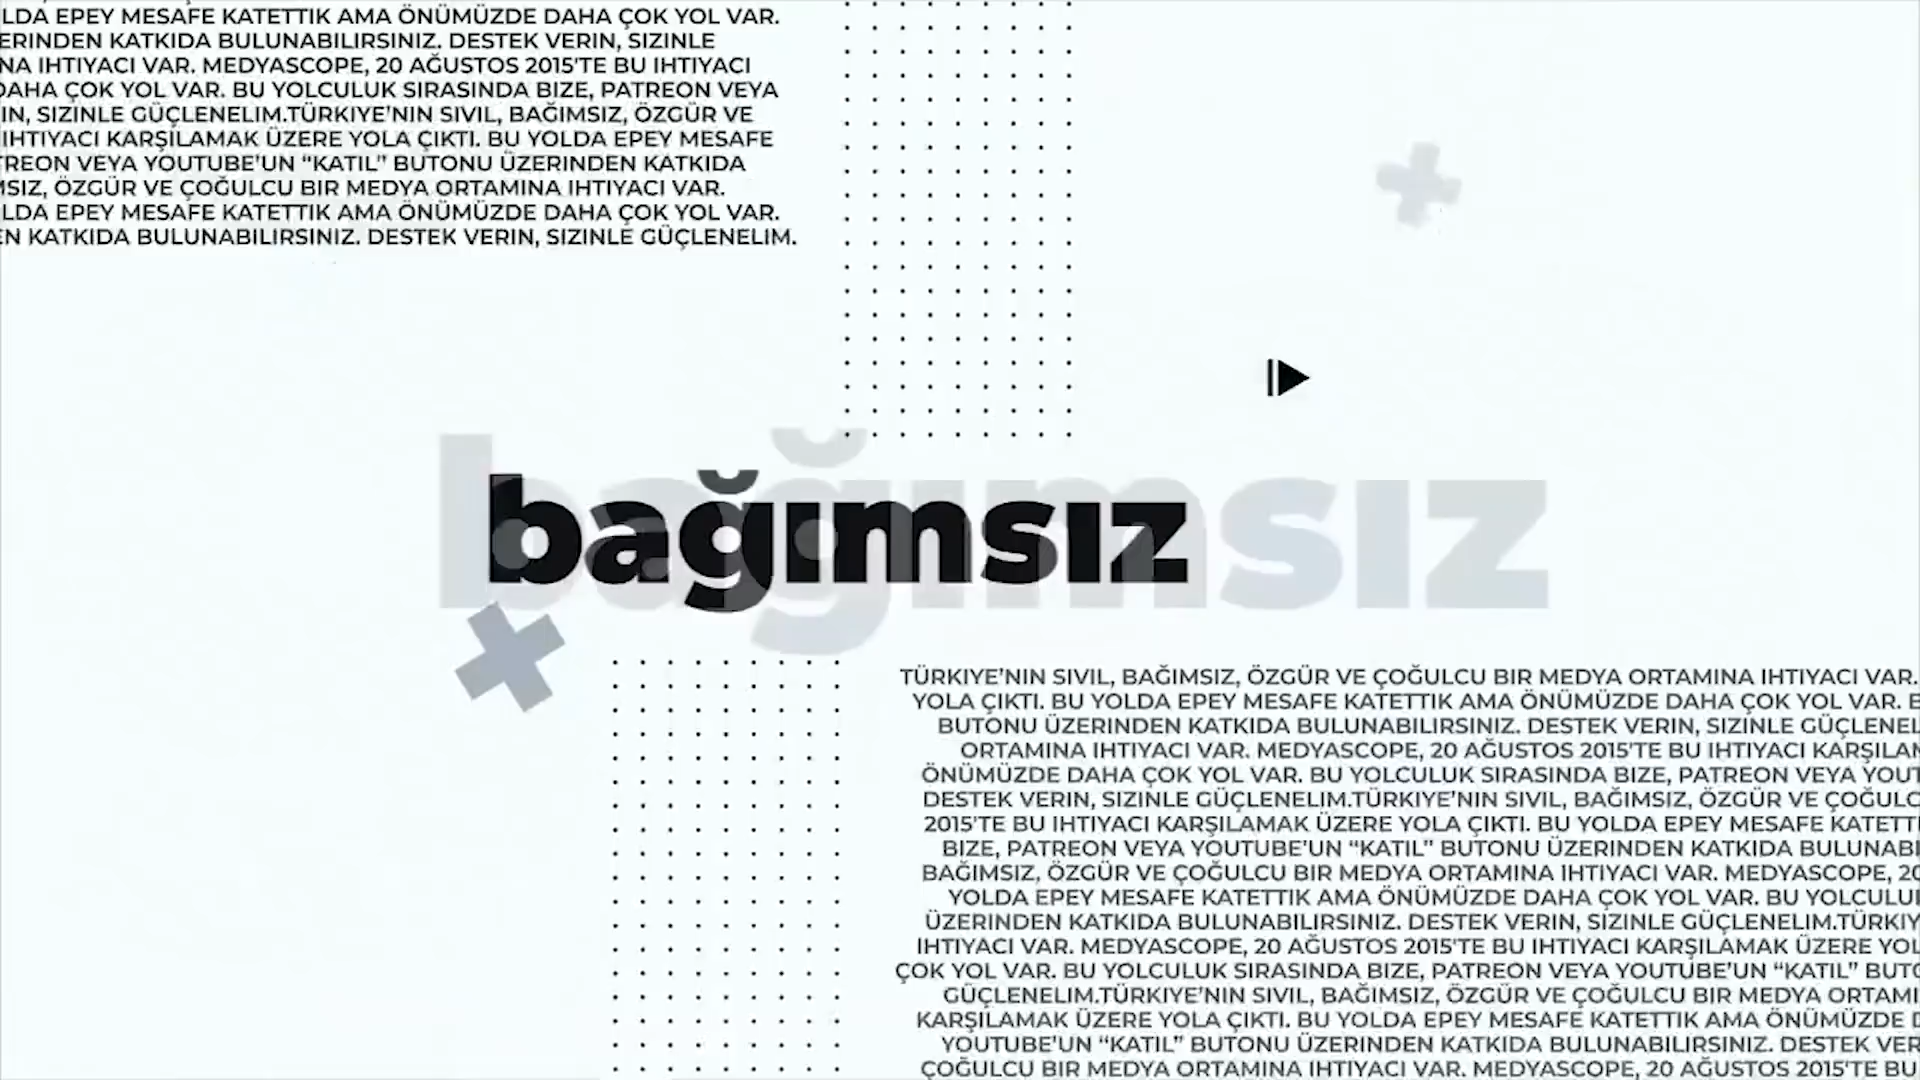 LDA EPEY MESAFE KATETTIK AMA ÖNÜMÜZDE DAHA ÇOK YOL VAR.
ERINDEN KATKIDA BULUNABILIRSINIZ. DESTEK VERIN, SIZINLE
NA IHTIYACI VAR. MEDYASCOPE, 20 AĞUSTOS 2015'TE BU IHTIYACI
DAHA ÇOK YOL VAR. BU YOLCULUK SIRASINDA BIZE, PATREON VEYA
IN, SIZINLE GÜÇLENELIM.TÜRKIYE’NIN SIVIL, BAĞIMSIZ, ÖZGÜR VE
IHTIYACI KARŞILAMAK ÜZERE YOLA ÇIKTI. BU YOLDA EPEY MESAFE
TREON VEYA YOUTUBE’UN “KATIL” BUTONU ÜZERINDEN KATKIDA
MSIZ, ÖZGÜR VE ÇOĞULCU BIR MEDYA ORTAMINA IHTIYACI VAR.
LDA EPEY MESAFE KATETTIK AMA ÖNÜMÜZDE DAHA ÇOK YOL VAR.
EN KATKIDA BULUNABILIRSINIZ. DESTEK VERIN, SIZINLE GÜÇLENELIM.
bağımsız
bağımsız
TÜRKIYE’NIN SIVIL, BAĞIMSIZ, ÖZGÜR VE ÇOĞULCU BIR MEDYA ORTAMINA IHTIYACI VAR.
YOLA ÇIKTI. BU YOLDA EPEY MESAFE KATETTIK AMA ÖNÜMÜZDE DAHA ÇOK YOL VAR. B
BUTONU ÜZERINDEN KATKIDA BULUNABILIRSINIZ. DESTEK VERIN, SIZINLE GÜÇLENEL
ORTAMINA IHTIYACI VAR. MEDYASCOPE, 20 AĞUSTOS 2015'TE BU IHTIYACI KARŞILAM
ÖNÜMÜZDE DAHA ÇOK YOL VAR. BU YOLCULUK SIRASINDA BIZE, PATREON VEYA YOUT
DESTEK VERIN, SIZINLE GÜÇLENELIM.TÜRKIYE’NIN SIVIL, BAĞIMSIZ, ÖZGÜR VE ÇOĞULC
2015'TE BU IHTIYACI KARŞILAMAK ÜZERE YOLA ÇIKTI. BU YOLDA EPEY MESAFE KATETTI
BIZE, PATREON VEYA YOUTUBE’UN “KATIL” BUTONU ÜZERINDEN KATKIDA BULUNABI
BAĞIMSIZ, ÖZGÜR VE ÇOĞULCU BIR MEDYA ORTAMINA IHTIYACI VAR. MEDYASCOPE, 20
YOLDA EPEY MESAFE KATETTIK AMA ÖNÜMÜZDE DAHA ÇOK YOL VAR. BU YOLCULU
ÜZERINDEN KATKIDA BULUNABILIRSINIZ. DESTEK VERIN, SIZINLE GÜÇLENELIM.TÜRKIY
IHTIYACI VAR. MEDYASCOPE, 20 AĞUSTOS 2015'TE BU IHTIYACI KARŞILAMAK ÜZERE YOL
ÇOK YOL VAR. BU YOLCULUK SIRASINDA BIZE, PATREON VEYA YOUTUBE’UN “KATIL” BUTO
GÜÇLENELIM.TÜRKIYE’NIN SIVIL, BAĞIMSIZ, ÖZGÜR VE ÇOĞULCU BIR MEDYA ORTAMI
KARŞILAMAK ÜZERE YOLA ÇIKTI. BU YOLDA EPEY MESAFE KATETTIK AMA ÖNÜMÜZDE D
YOUTUBE’UN “KATIL” BUTONU ÜZERINDEN KATKIDA BULUNABILIRSINIZ. DESTEK VER
ÇOĞULCU BIR MEDYA ORTAMINA IHTIYACI VAR. MEDYASCOPE, 20 AĞUSTOS 2015'TE BU